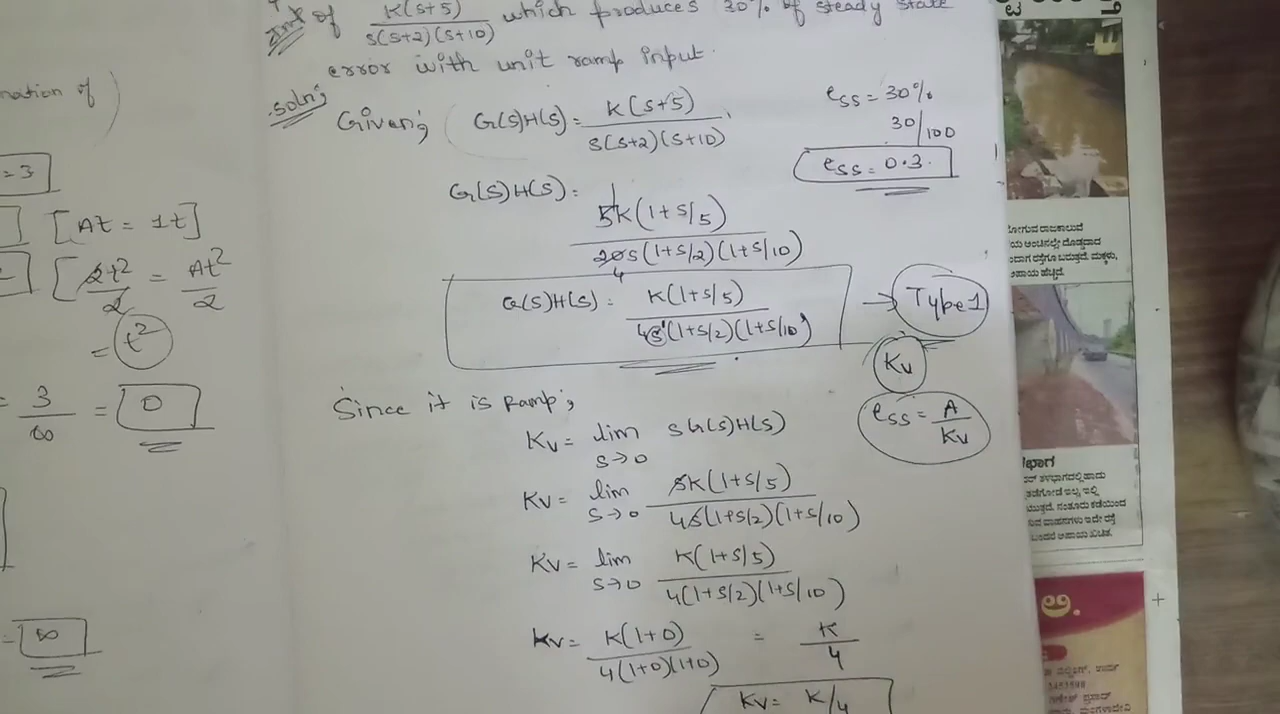 nation of
= 3
[At = 1t]
[2t²/2 = At²/2
= t²
= 3/∞ = 0
= ∞
of K(s+5)/s(s+2)(s+10) which produces 30% of steady state
error with unit ramp input.
Soln;
Given; G(s)H(s) = K(s+5)/s(s+2)(s+10)
ess = 30%
30/100
ess = 0.3.
G(s)H(s) = 5K(1+s/5)/20s(1+s/2)(1+s/10)
1
4
G(s)H(s) = K(1+s/5)/4s¹(1+s/2)(1+s/10) → Type 1
Kv
ess = A/Kv
Since it is Ramp;
Kv = lim s→0 sG(s)H(s)
Kv = lim s→0 sK(1+s/5)/4s(1+s/2)(1+s/10)
Kv = lim s→0 K(1+s/5)/4(1+s/2)(1+s/10)
Kv = K(1+0)/4(1+0)(1+0) = K/4
Kv = K/4